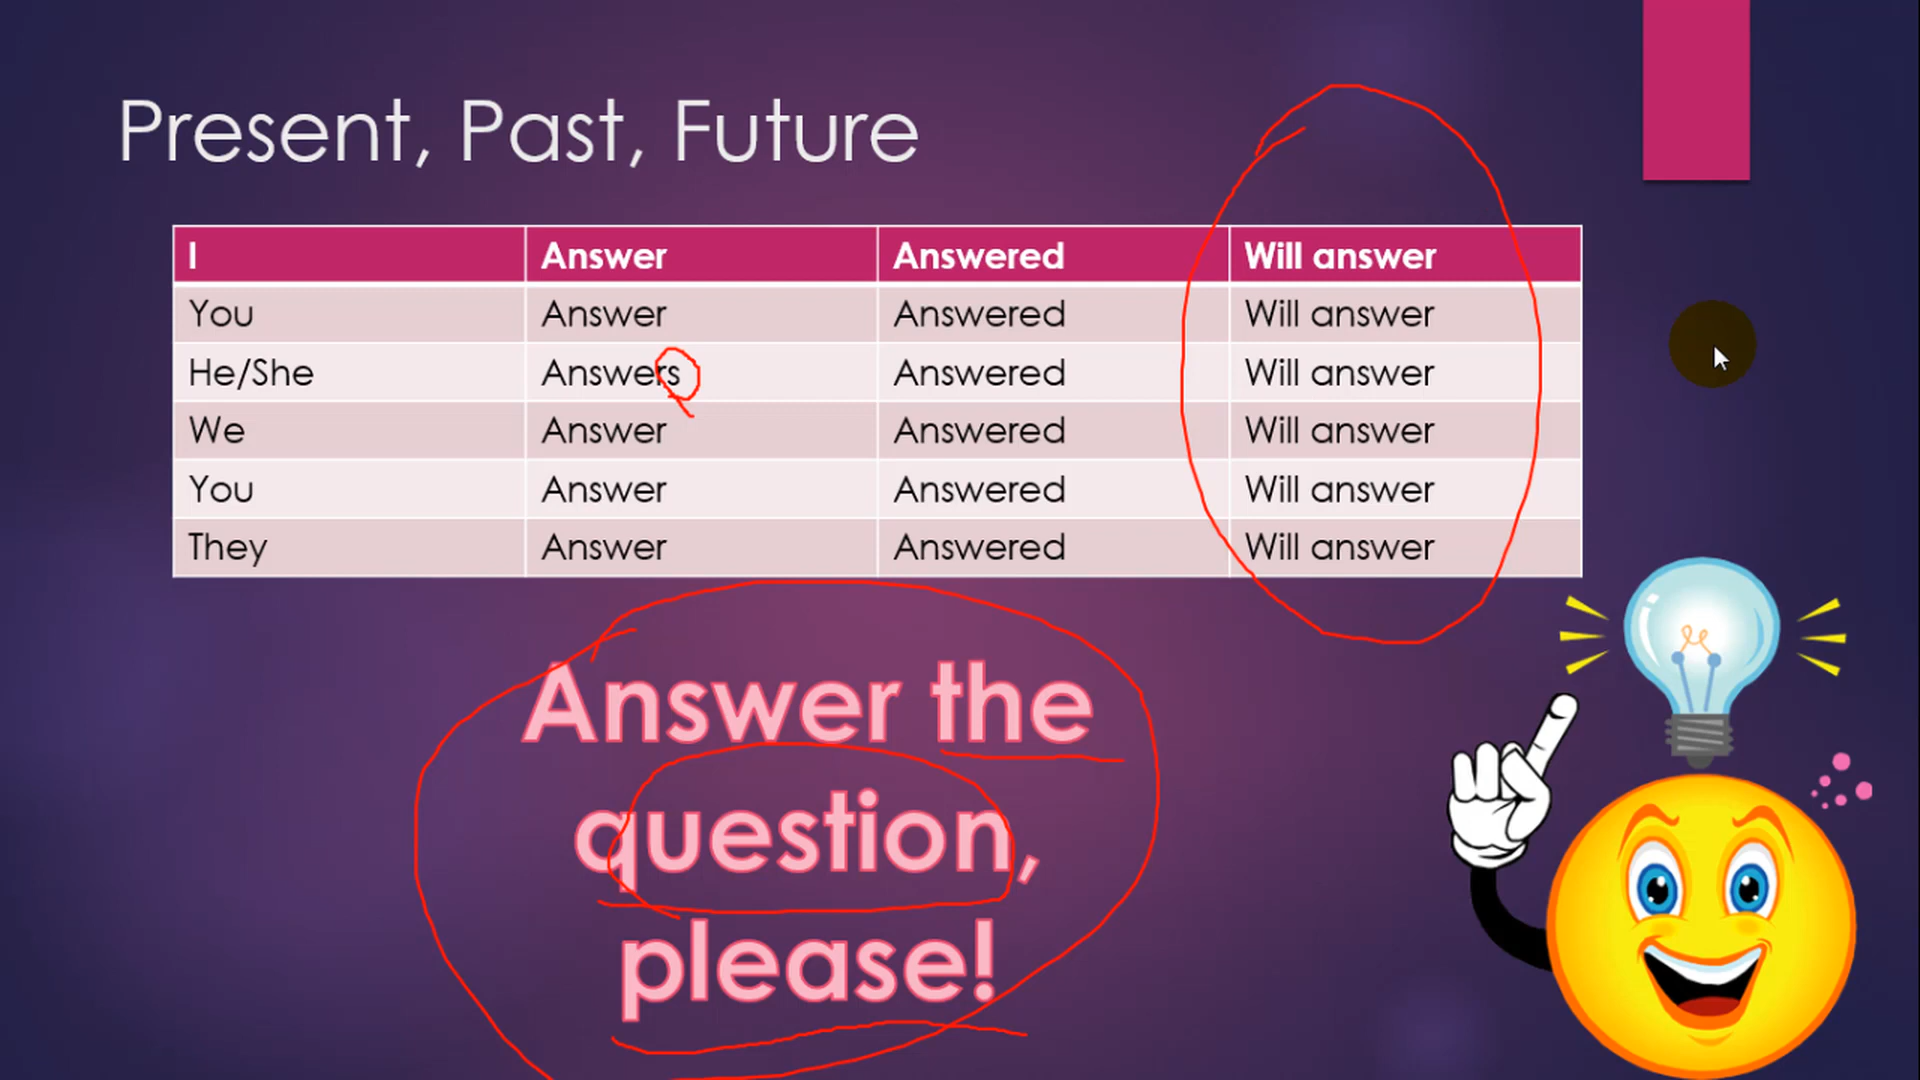 Present, Past, Future
I Answer Answered Will answer
You Answer Answered Will answer
He/She Answers Answered Will answer
We Answer Answered Will answer
You Answer Answered Will answer
They Answer Answered Will answer
Answer the
question,
please!